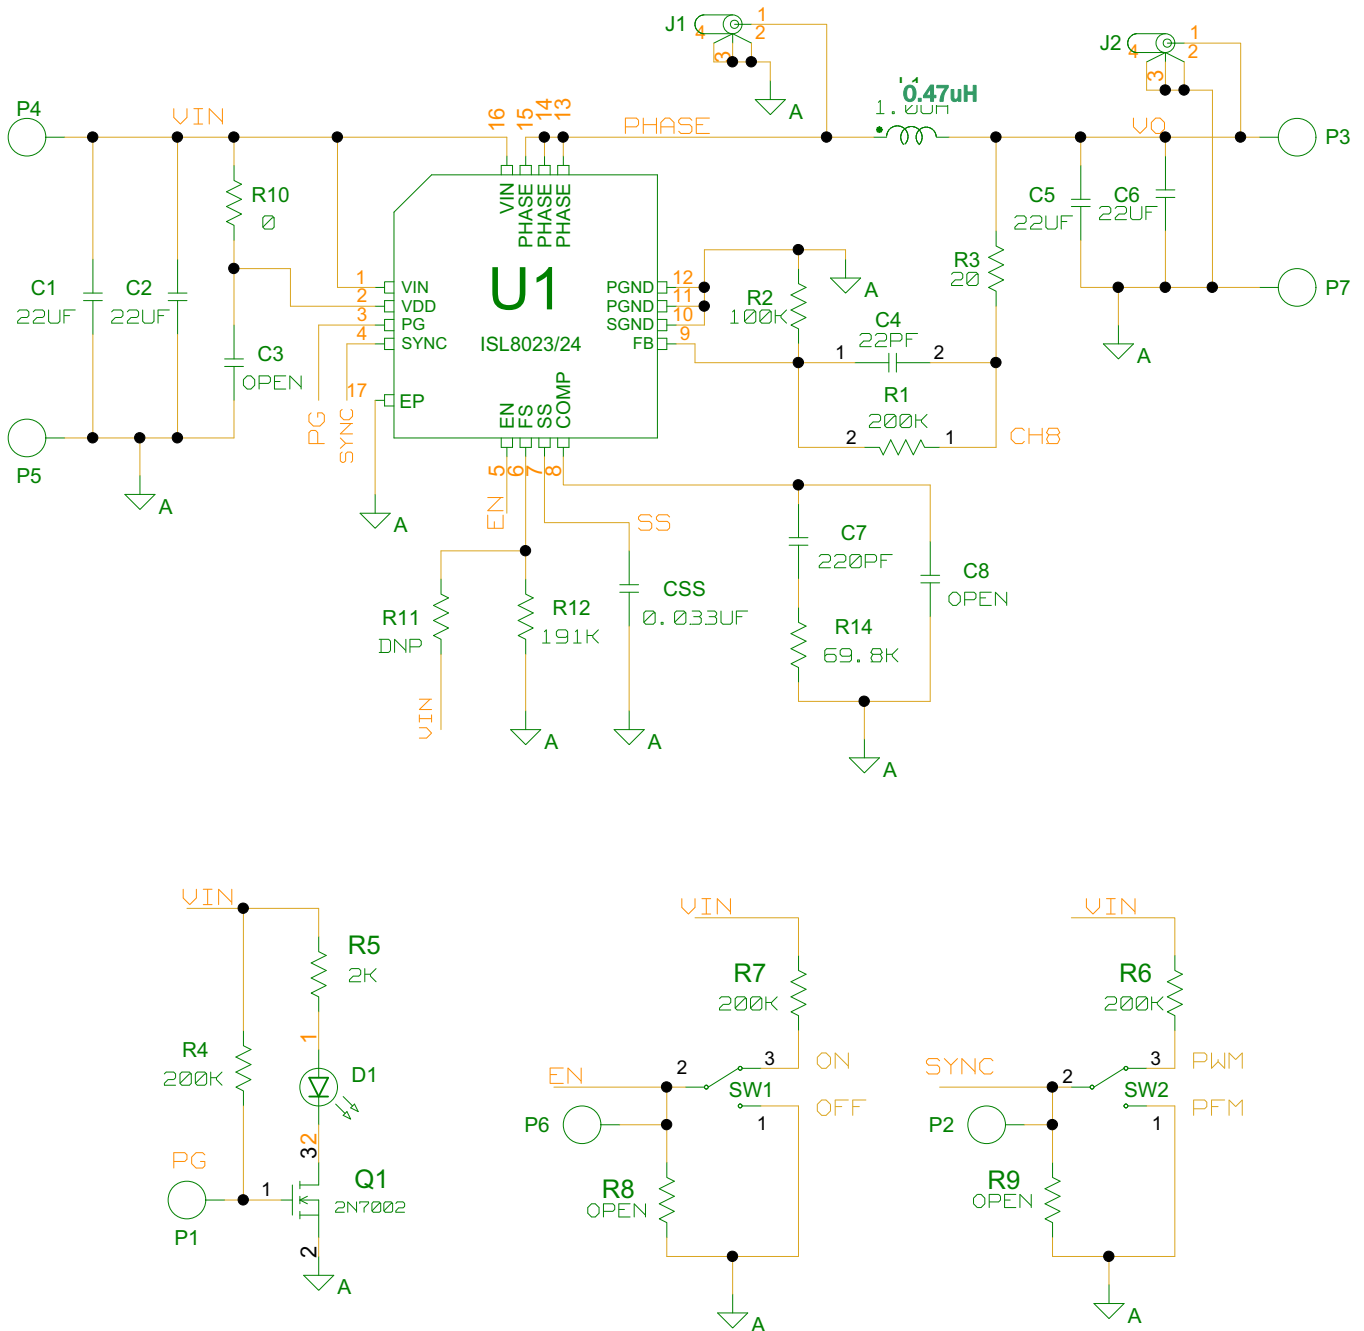 J1
1
2
3
4
J2
1
2
3
4
0.47uH
1.0UH
P4
VIN
16
15
14
13
PHASE
VO
P3
VIN
PHASE
PHASE
PHASE
R10
0
C1
22UF
C2
22UF
C3
OPEN
1
2
3
4
17
VIN
VDD
PG
SYNC
EP
U1
ISL8023/24
PGND
PGND
SGND
FB
12
11
10
9
EN
FS
SS
COMP
5
6
7
8
PG
SYNC
EN
SS
R2
100K
A
A
C4
22PF
1
2
R1
200K
2
1
CH8
R3
20
C5
22UF
C6
22UF
P7
A
P5
A
A
R11
DNP
VIN
R12
191K
A
CSS
0.033UF
A
C7
220PF
R14
69.8K
C8
OPEN
A
VIN
R5
2K
R4
200K
1
D1
2
3
PG
1
Q1
2N7002
P1
2
A
VIN
R7
200K
EN
2
3
ON
SW1
OFF
1
P6
R8
OPEN
A
VIN
R6
200K
SYNC
2
3
PWM
SW2
PFM
1
P2
R9
OPEN
A